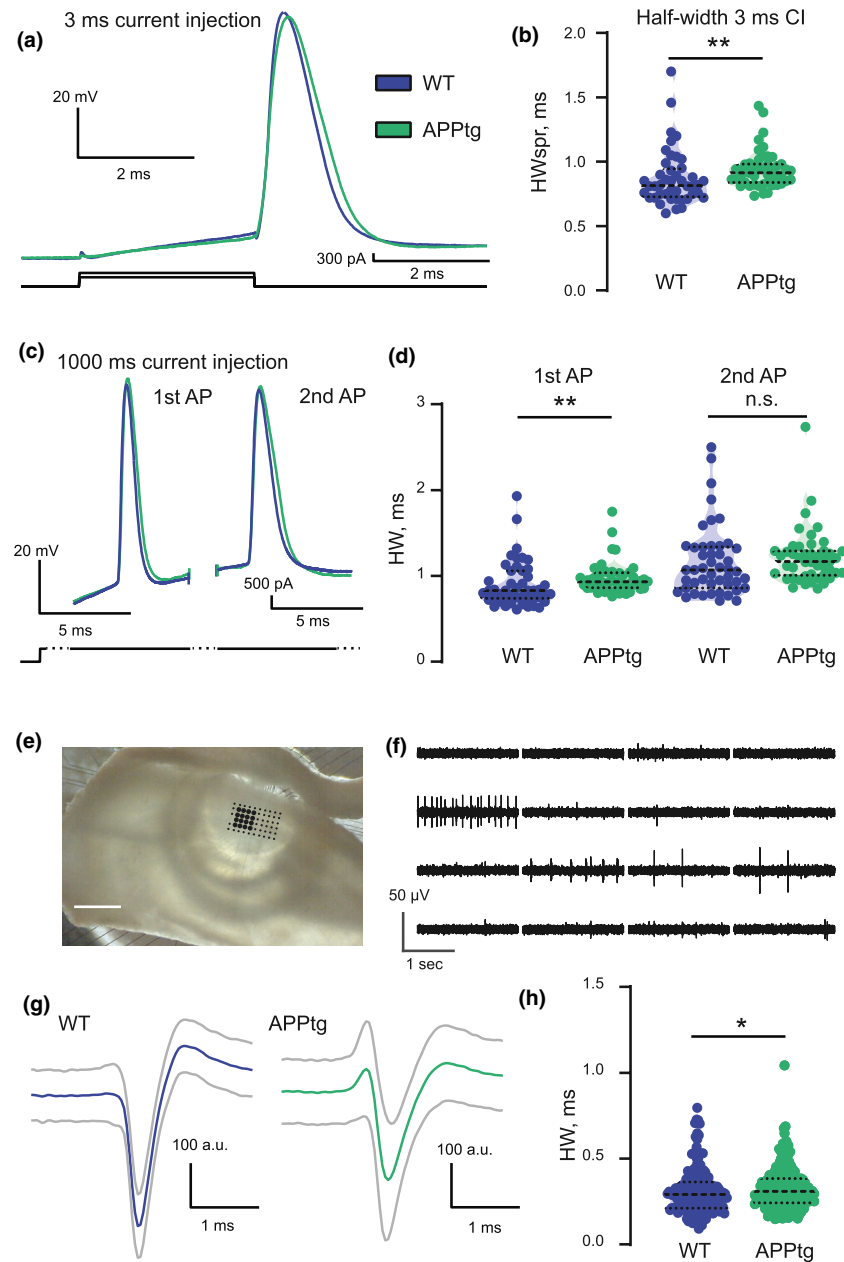 (a)
3 ms current injection
20 mV
2 ms
WT
APPtg
300 pA
2 ms
(b)
Half-width 3 ms CI
**
HWspr, ms
2.0
1.5
1.0
0.5
0.0
WT
APPtg
(c)
1000 ms current injection
1st AP
2nd AP
20 mV
5 ms
500 pA
5 ms
(d)
1st AP
2nd AP
**
n.s.
HW, ms
3
2
1
0
WT
APPtg
WT
APPtg
(e)
(f)
50 µV
1 sec
(g)
WT
APPtg
100 a.u.
1 ms
100 a.u.
1 ms
(h)
*
HW, ms
1.5
1.0
0.5
0.0
WT
APPtg